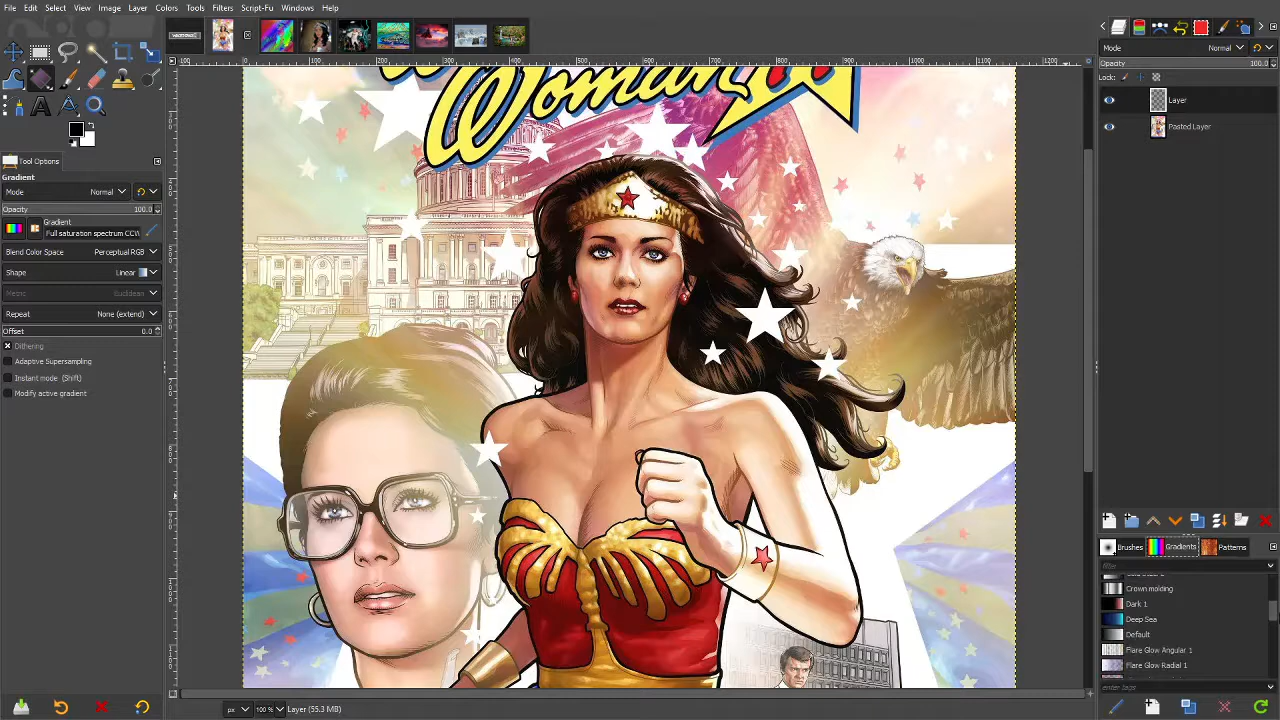 File Edit Select View Image Layer Colors Tools Filters Script-Fu Windows Help
Mode Normal
Opacity 100.0
Lock:
Layer
Pasted Layer
Woman
Tool Options
Gradient
Mode Normal
Opacity 100.0
Gradient
Full saturation spectrum CCW
Blend Color Space Perceptual RGB
Shape Linear
Metric Euclidean
Repeat None (extend)
Offset 0.0
Dithering
Adaptive Supersampling
Instant mode (Shift)
Modify active gradient
Brushes Gradients Patterns
filter
Crown molding
Dark 1
Deep Sea
Default
Flare Glow Angular 1
Flare Glow Radial 1
enter tags
px 100 % Layer (55.3 MB)